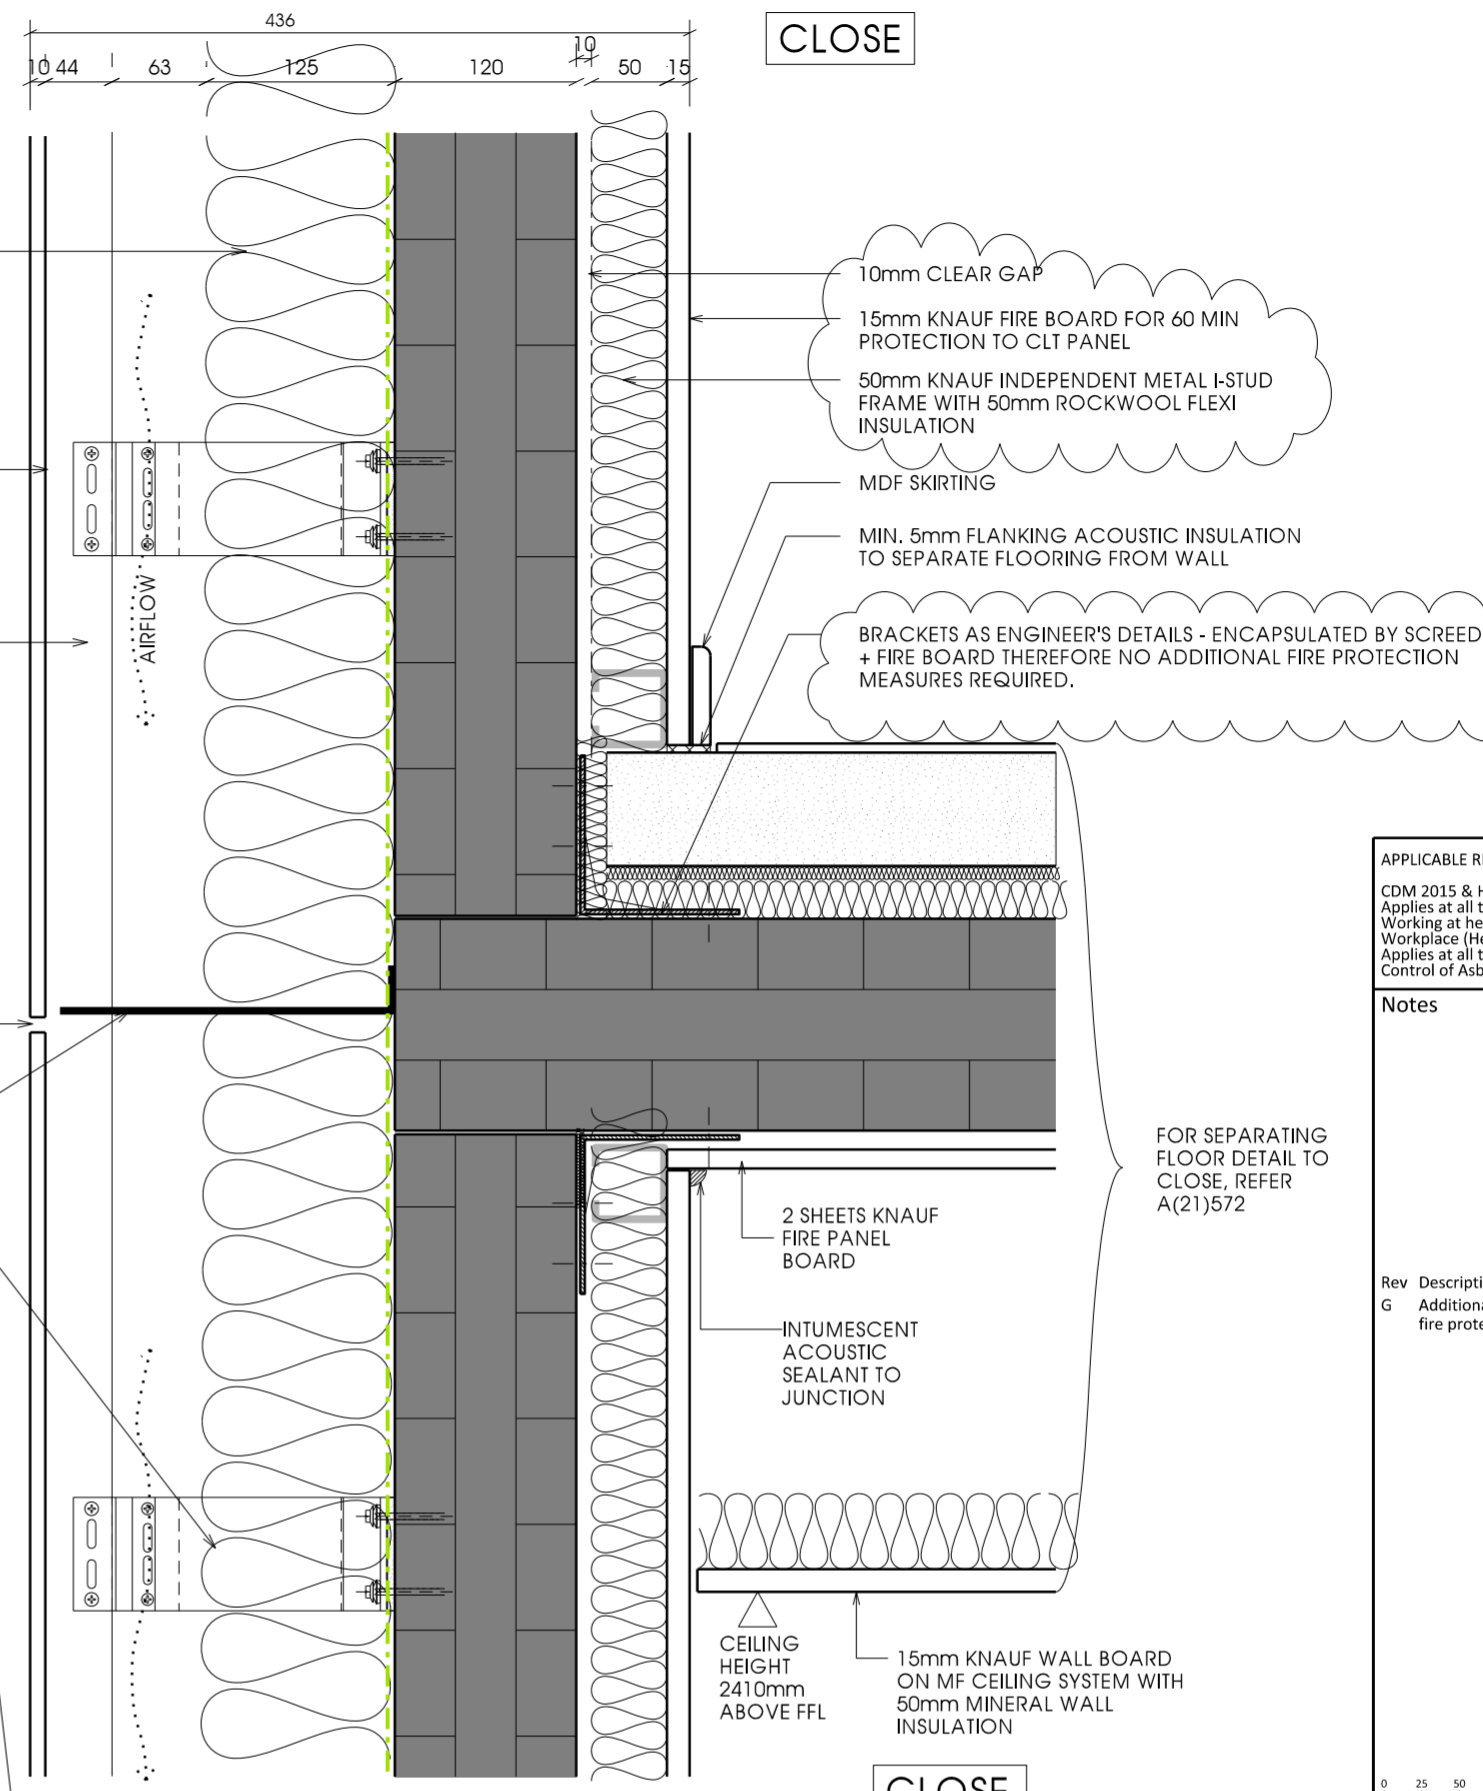 436
CLOSE
10
10 44 63 125 120 50 15
10mm CLEAR GAP
15mm KNAUF FIRE BOARD FOR 60 MIN
PROTECTION TO CLT PANEL
50mm KNAUF INDEPENDENT METAL I-STUD
FRAME WITH 50mm ROCKWOOL FLEXI
INSULATION
MDF SKIRTING
MIN. 5mm FLANKING ACOUSTIC INSULATION
TO SEPARATE FLOORING FROM WALL
AIRFLOW
BRACKETS AS ENGINEER'S DETAILS - ENCAPSULATED BY SCREED
+ FIRE BOARD THEREFORE NO ADDITIONAL FIRE PROTECTION
MEASURES REQUIRED.
APPLICABLE
CDM 2015 &
Applies at all
Working at
Workplace
Applies at all
Control of
Notes
FOR SEPARATING
FLOOR DETAIL TO
CLOSE, REFER
A(21)572
2 SHEETS KNAUF
FIRE PANEL
BOARD
Rev
G
fire
INTUMESCENT
ACOUSTIC
SEALANT TO
JUNCTION
CEILING
HEIGHT
2410mm
ABOVE FFL
15mm KNAUF WALL BOARD
ON MF CEILING SYSTEM WITH
50mm MINERAL WALL
INSULATION
CLOSE
0 25 50